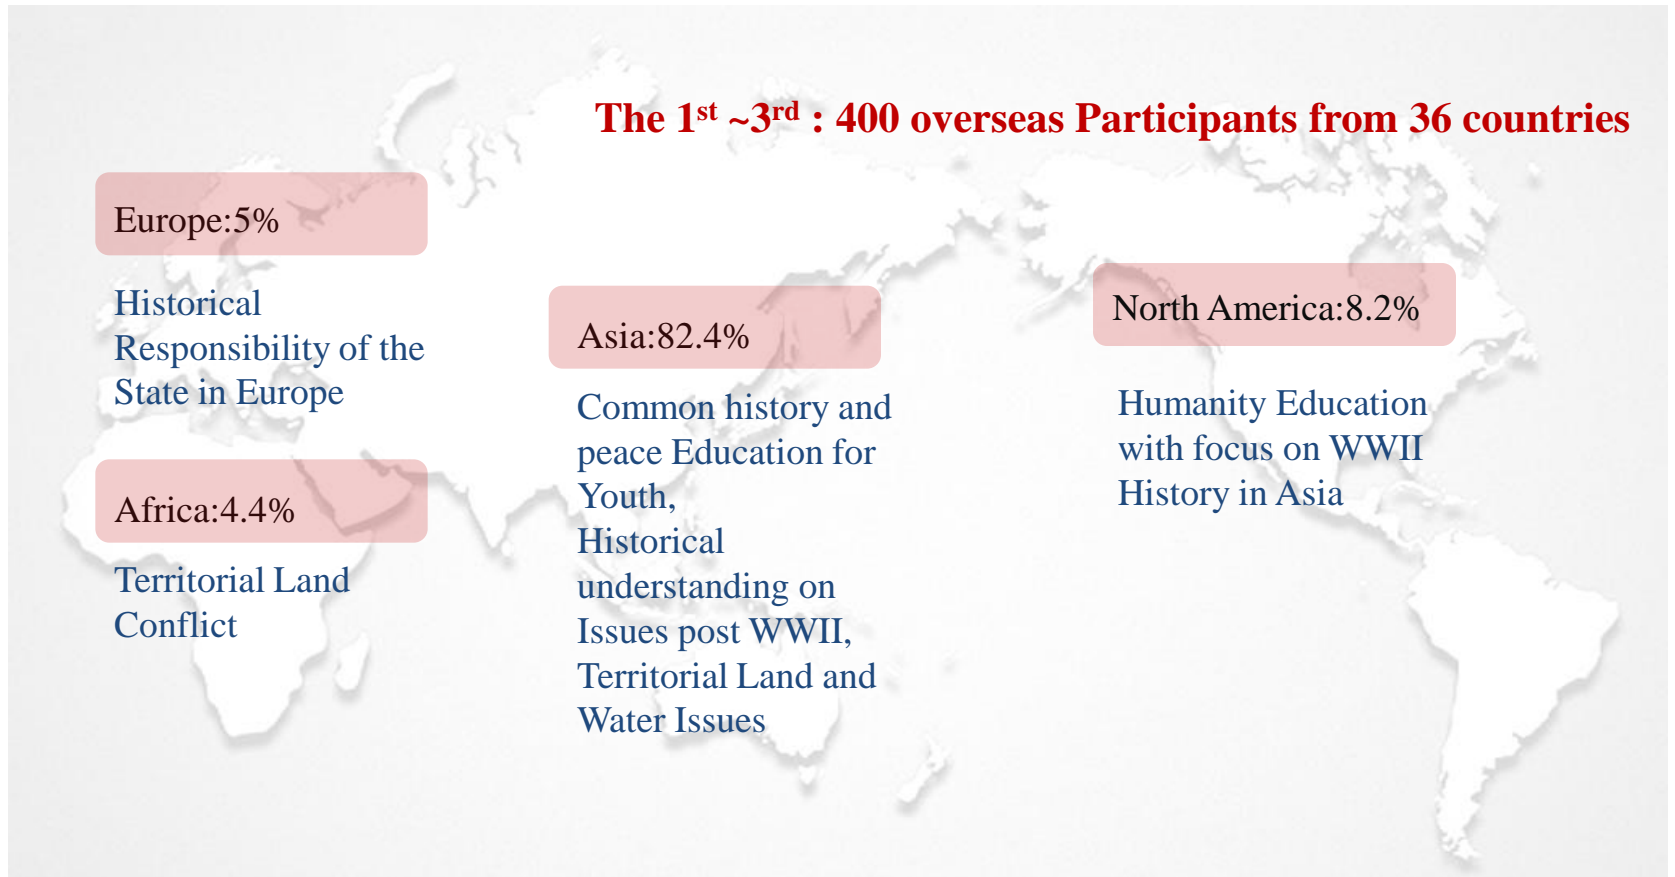 The 1st ~3rd : 400 overseas Participants from 36 countries
Europe:5%
Historical
Responsibility of the
State in Europe
Africa:4.4%
Territorial Land
Conflict
Asia:82.4%
Common history and
peace Education for
Youth,
Historical
understanding on
Issues post WWII,
Territorial Land and
Water Issues
North America:8.2%
Humanity Education
with focus on WWII
History in Asia